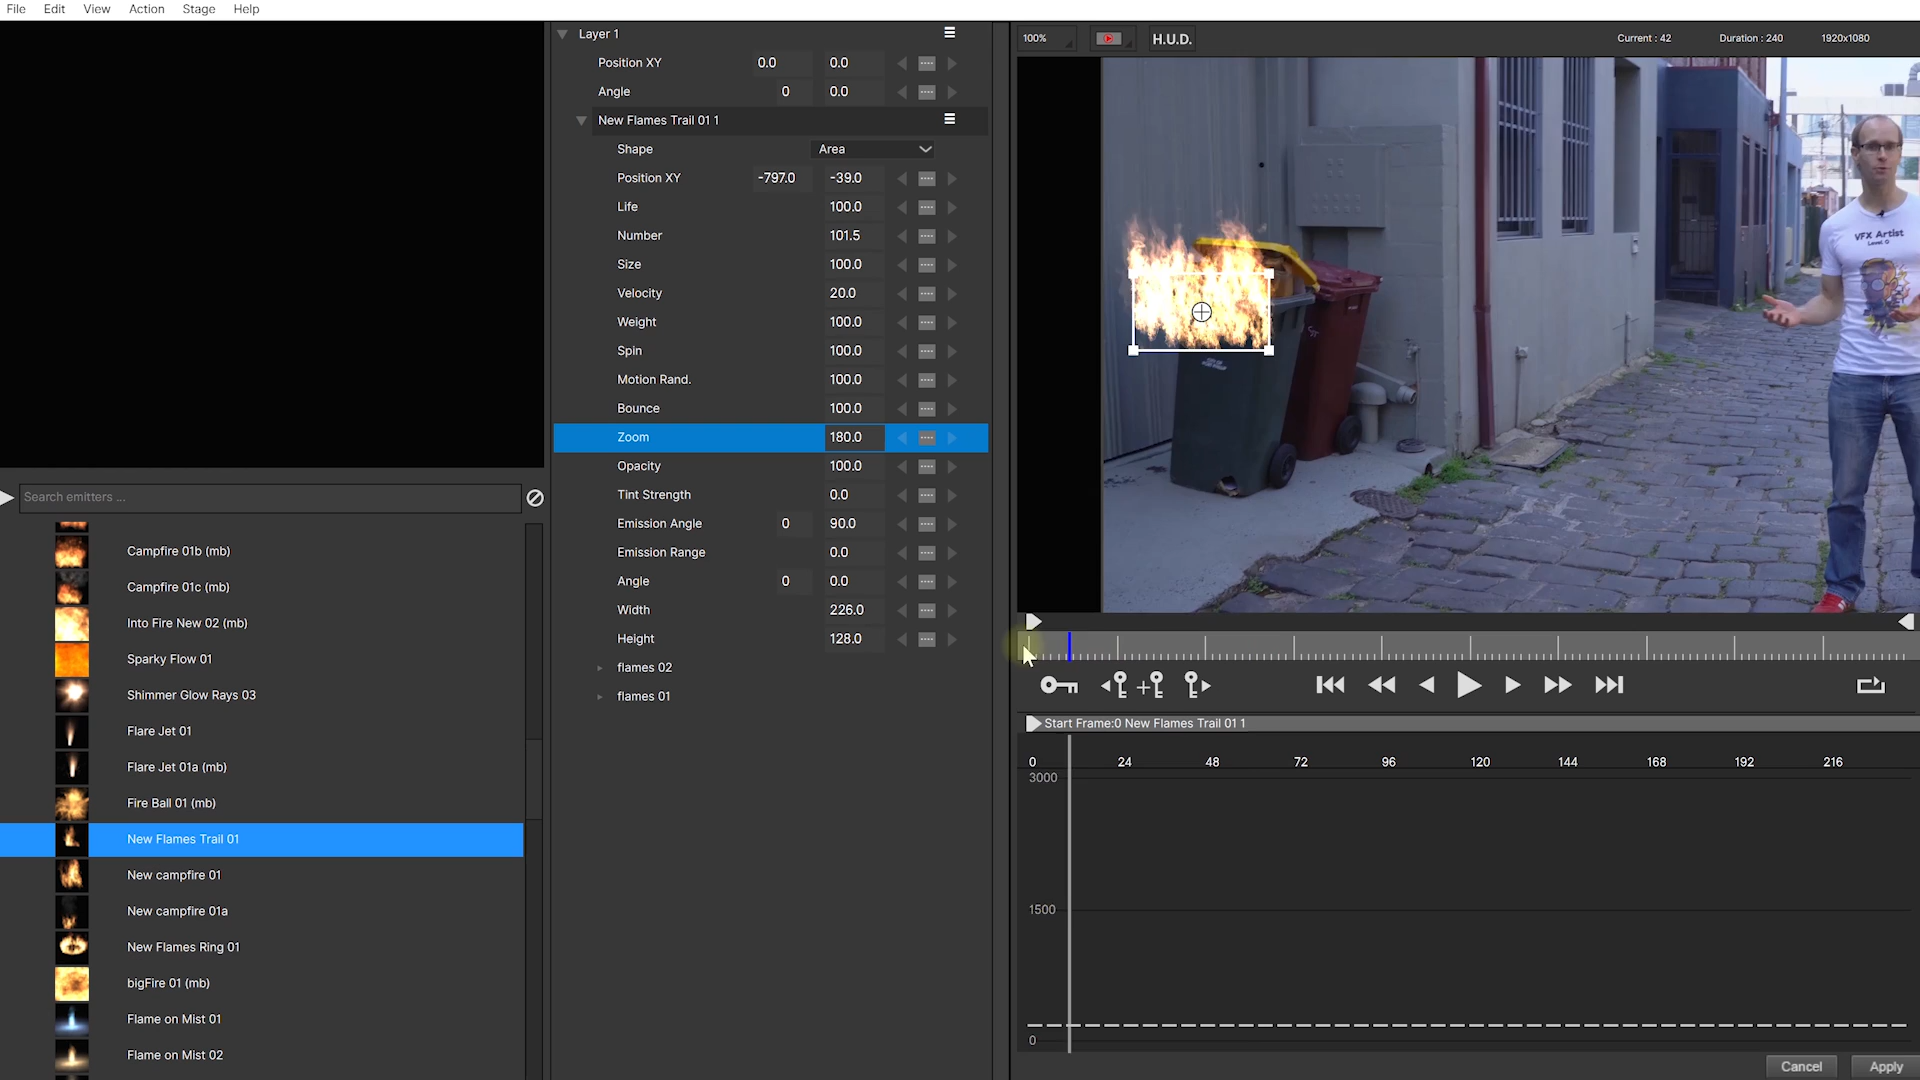 File Edit View Action Stage Help
Layer 1
Position XY 0.0 0.0
Angle 0 0.0
New Flames Trail 01 1
Shape Area
Position XY -797.0 -39.0
Life 100.0
Number 101.5
Size 100.0
Velocity 20.0
Weight 100.0
Spin 100.0
Motion Rand. 100.0
Bounce 100.0
Zoom 180.0
Opacity 100.0
Tint Strength 0.0
Emission Angle 0 90.0
Emission Range 0.0
Angle 0 0.0
Width 226.0
Height 128.0
flames 02
flames 01
Search emitters ...
Campfire 01b (mb)
Campfire 01c (mb)
Into Fire New 02 (mb)
Sparky Flow 01
Shimmer Glow Rays 03
Flare Jet 01
Flare Jet 01a (mb)
Fire Ball 01 (mb)
New Flames Trail 01
New campfire 01
New campfire 01a
New Flames Ring 01
bigFire 01 (mb)
Flame on Mist 01
Flame on Mist 02
100% H.U.D. Current : 42 Duration : 240 1920x1080
VFX Artist
Level 0
Start Frame:0 New Flames Trail 01 1
0 24 48 72 96 120 144 168 192 216
3000
1500
0
Cancel Apply